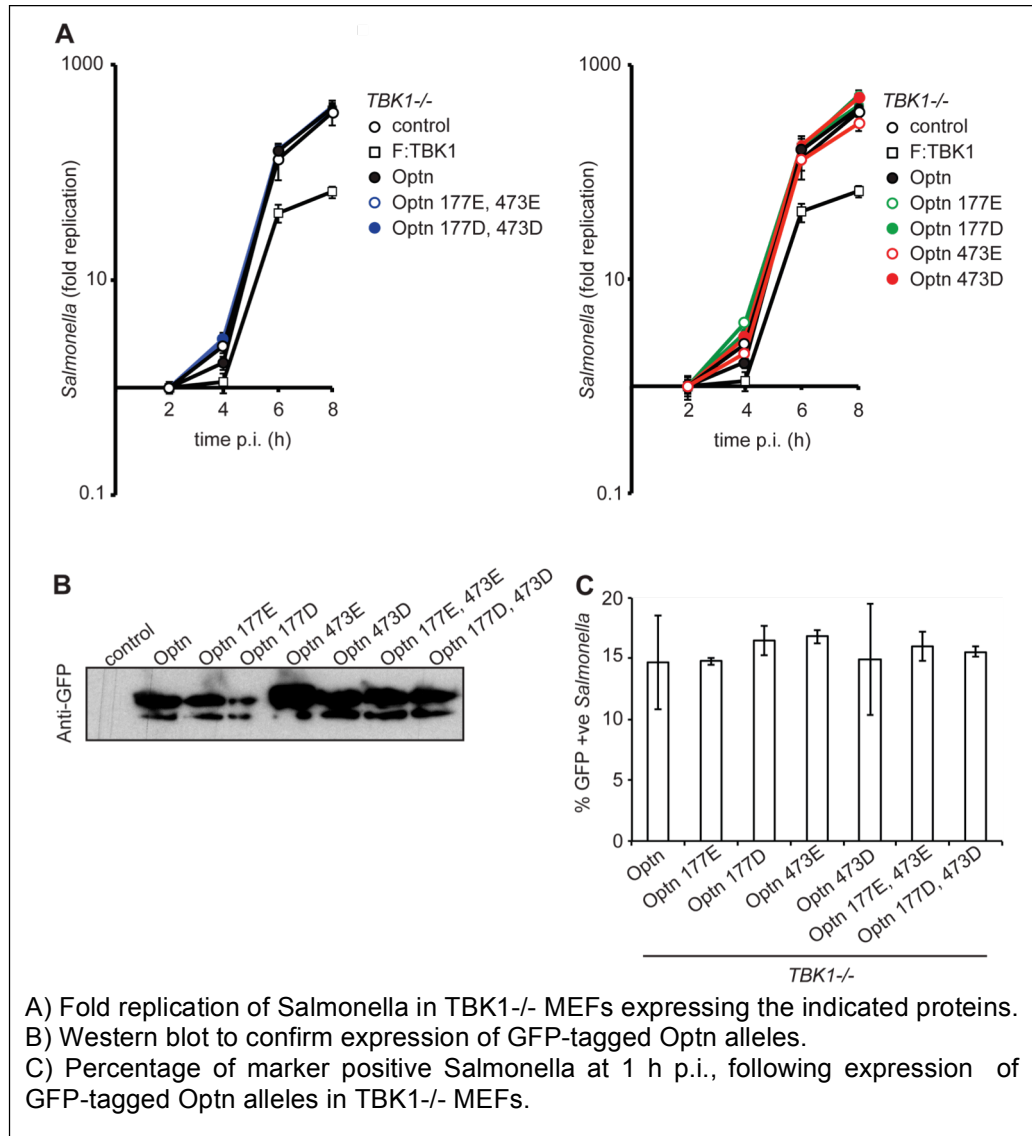 A
1000
10
0.1
Salmonella (fold replication)
2 4 6 8
time p.i. (h)
TBK1-/-
control
F:TBK1
Optn
Optn 177E, 473E
Optn 177D, 473D
1000
10
0.1
Salmonella (fold replication)
2 4 6 8
time p.i. (h)
TBK1-/-
control
F:TBK1
Optn
Optn 177E
Optn 177D
Optn 473E
Optn 473D
B
control
Optn
Optn 177E
Optn 177D
Optn 473E
Optn 473D
Optn 177E, 473E
Optn 177D, 473D
Anti-GFP
C
% GFP +ve Salmonella
20
15
10
5
0
Optn
Optn 177E
Optn 177D
Optn 473E
Optn 473D
Optn 177E, 473E
Optn 177D, 473D
TBK1-/-
A) Fold replication of Salmonella in TBK1-/- MEFs expressing the indicated proteins.
B) Western blot to confirm expression of GFP-tagged Optn alleles.
C) Percentage of marker positive Salmonella at 1 h p.i., following expression of
GFP-tagged Optn alleles in TBK1-/- MEFs.